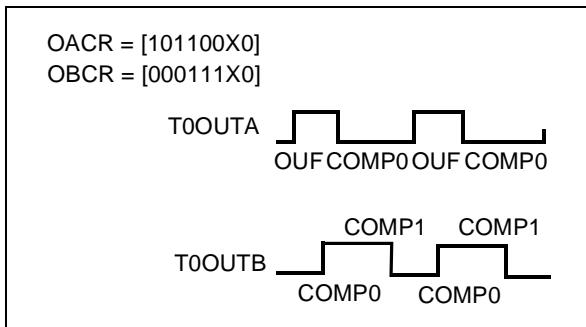 OACR = [101100X0]
OBCR = [000111X0]
T0OUTA
OUF COMP0 OUF COMP0
COMP1 COMP1
T0OUTB
COMP0 COMP0